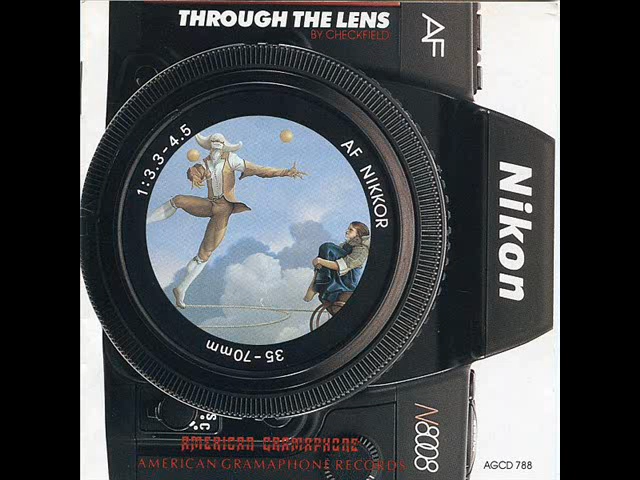 THROUGH THE LENS
BY CHECKFIELD
AF
1:3.3-4.5
AF NIKKOR
Nikon
35-70mm
S C
N8008
AMERICAN GRAMAPHONE
AMERICAN GRAMAPHONE RECORDS
AGCD 788